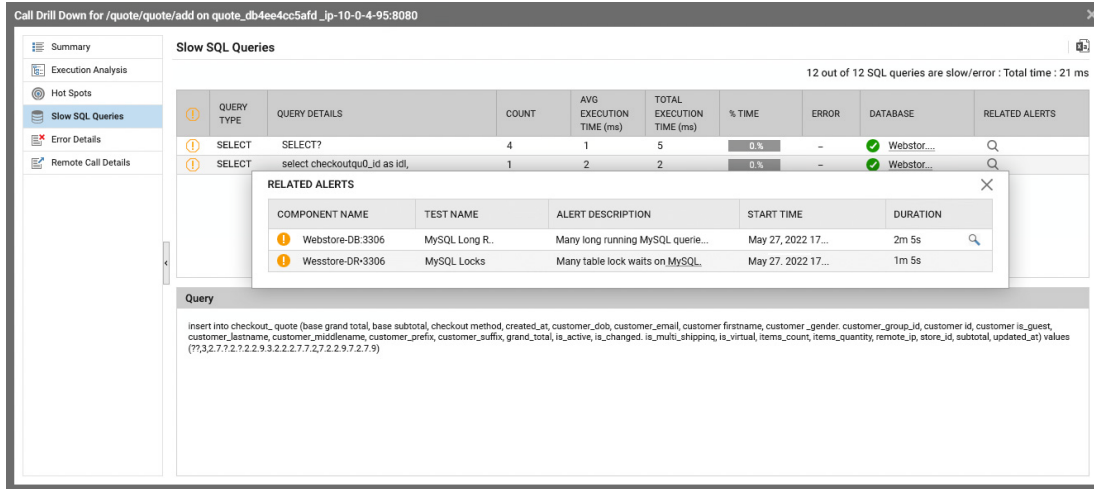 Call Drill Down for /quote/quote/add on quote_db4ee4cc5afd _ip-10-0-4-95:8080
Summary
Execution Analysis
Hot Spots
Slow SQL Queries
Error Details
Remote Call Details
Slow SQL Queries
12 out of 12 SQL queries are slow/error : Total time : 21 ms
QUERY TYPE QUERY DETAILS COUNT AVG EXECUTION TIME (ms) TOTAL EXECUTION TIME (ms) % TIME ERROR DATABASE RELATED ALERTS
SELECT SELECT? 4 1 5 0.% – Webstor....
SELECT select checkoutqu0_id as idl, 1 2 2 0.% – Webstor...
RELATED ALERTS
COMPONENT NAME TEST NAME ALERT DESCRIPTION START TIME DURATION
Webstore-DB:3306 MySQL Long R.. Many long running MySQL querie... May 27, 2022 17... 2m 5s
Wesstore-DR•3306 MySQL Locks Many table lock waits on MySQL. May 27. 2022 17... 1m 5s
Query
insert into checkout_ quote (base grand total, base subtotal, checkout method, created_at, customer_dob, customer_email, customer firstname, customer _gender. customer_group_id, customer id, customer is_guest,
customer_lastname, customer_middlename, customer_prefix, customer_suffix, grand_total, is_active, is_changed. is_multi_shipping, is_virtual, items_count, items_quantity, remote_ip, store_id, subtotal, updated_at) values
(??,3,2.7.?.2.?.2.2.9.3.2.2.2.7.7.2,7.2.2.9.7.2.7.9)